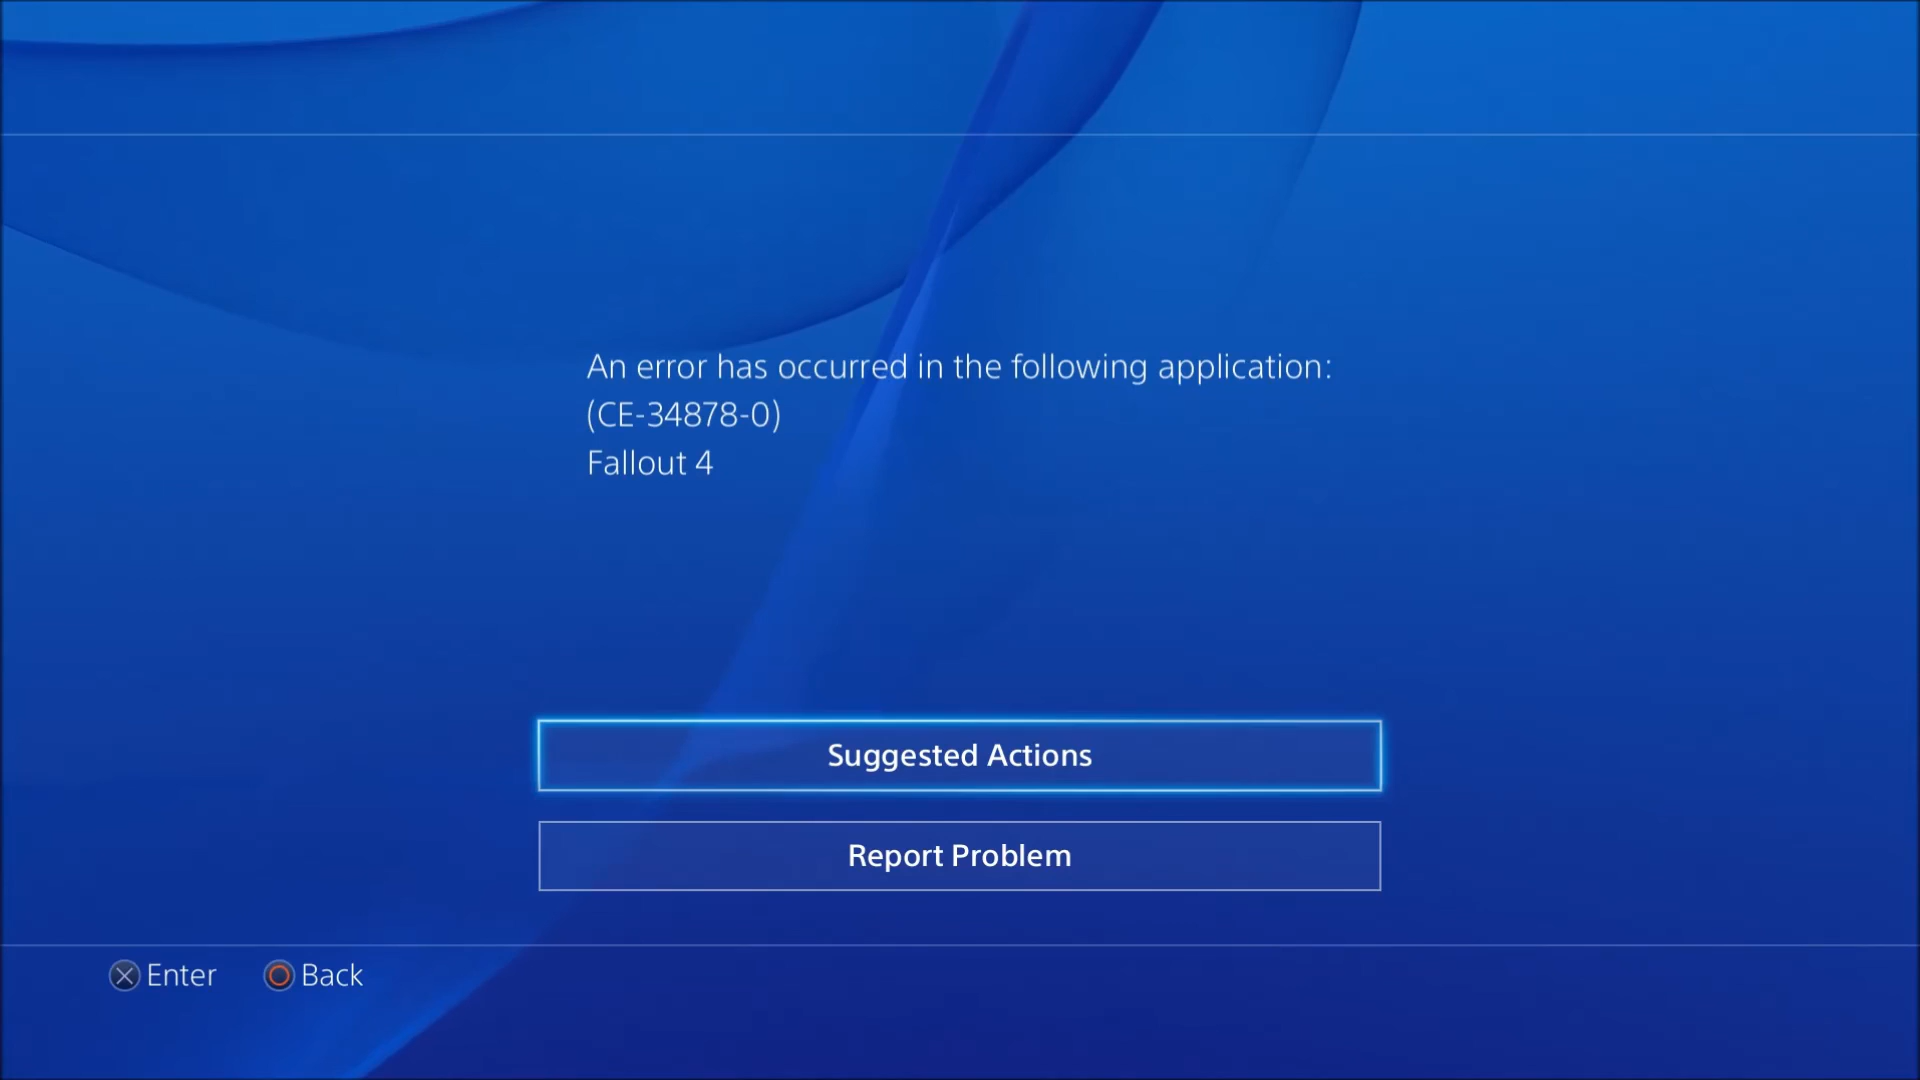 An error has occurred in the following application:
(CE-34878-0)
Fallout 4
Suggested Actions
Report Problem
Enter
Back